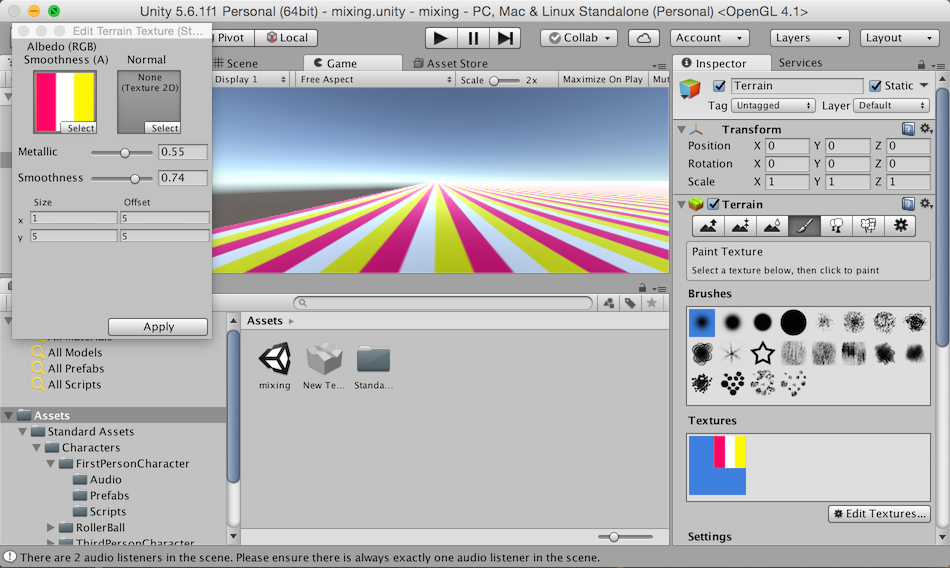 Unity 5.6.1f1 Personal (64bit) - mixing.unity - mixing - PC, Mac & Linux Standalone (Personal) <OpenGL 4.1>
Edit Terrain Texture (St...
Pivot
Local
Collab
Account
Layers
Layout
Albedo (RGB)
Smoothness (A)
Normal
None
(Texture 2D)
Select
Select
Metallic
0.55
Smoothness
0.74
Size
Offset
x
1
5
y
5
5
Apply
Scene
Game
Asset Store
Display 1
Free Aspect
Scale
2x
Maximize On Play
Mut
Inspector
Services
Terrain
Static
Tag
Untagged
Layer
Default
Transform
Position
X
0
Y
0
Z
0
Rotation
X
0
Y
0
Z
0
Scale
X
1
Y
1
Z
1
Terrain
Paint Texture
Select a texture below, then click to paint
Brushes
Textures
Edit Textures...
Settings
All Models
All Prefabs
All Scripts
Assets
Standard Assets
Characters
FirstPersonCharacter
Audio
Prefabs
Scripts
RollerBall
ThirdPersonCharacter
Assets
mixing
New Te...
Standa...
There are 2 audio listeners in the scene. Please ensure there is always exactly one audio listener in the scene.